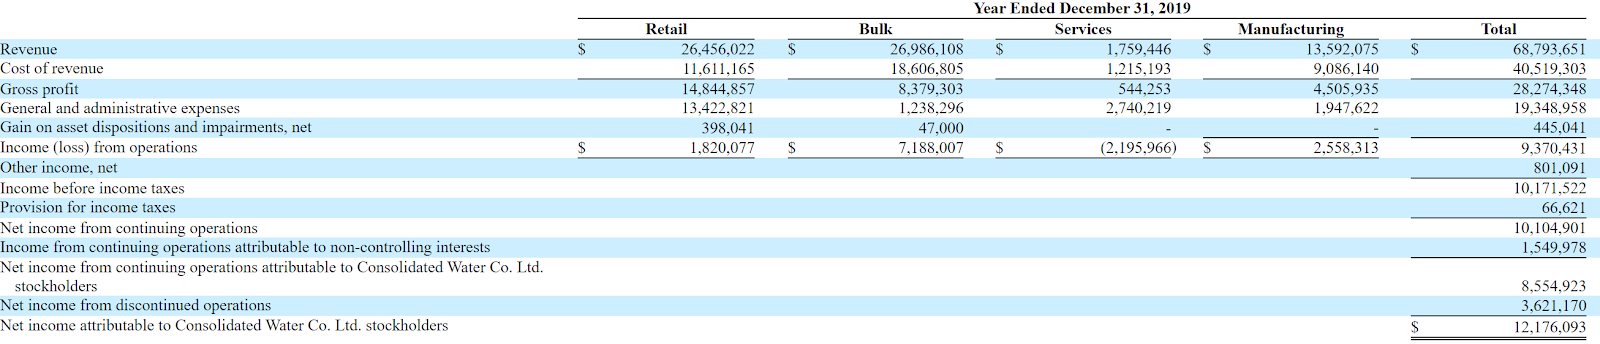 Year Ended December 31, 2019
Retail Bulk Services Manufacturing Total
Revenue $ 26,456,022 $ 26,986,108 $ 1,759,446 $ 13,592,075 $ 68,793,651
Cost of revenue 11,611,165 18,606,805 1,215,193 9,086,140 40,519,303
Gross profit 14,844,857 8,379,303 544,253 4,505,935 28,274,348
General and administrative expenses 13,422,821 1,238,296 2,740,219 1,947,622 19,348,958
Gain on asset dispositions and impairments, net 398,041 47,000 - - 445,041
Income (loss) from operations $ 1,820,077 $ 7,188,007 $ (2,195,966) $ 2,558,313 9,370,431
Other income, net 801,091
Income before income taxes 10,171,522
Provision for income taxes 66,621
Net income from continuing operations 10,104,901
Income from continuing operations attributable to non-controlling interests 1,549,978
Net income from continuing operations attributable to Consolidated Water Co. Ltd.
stockholders 8,554,923
Net income from discontinued operations 3,621,170
Net income attributable to Consolidated Water Co. Ltd. stockholders $ 12,176,093